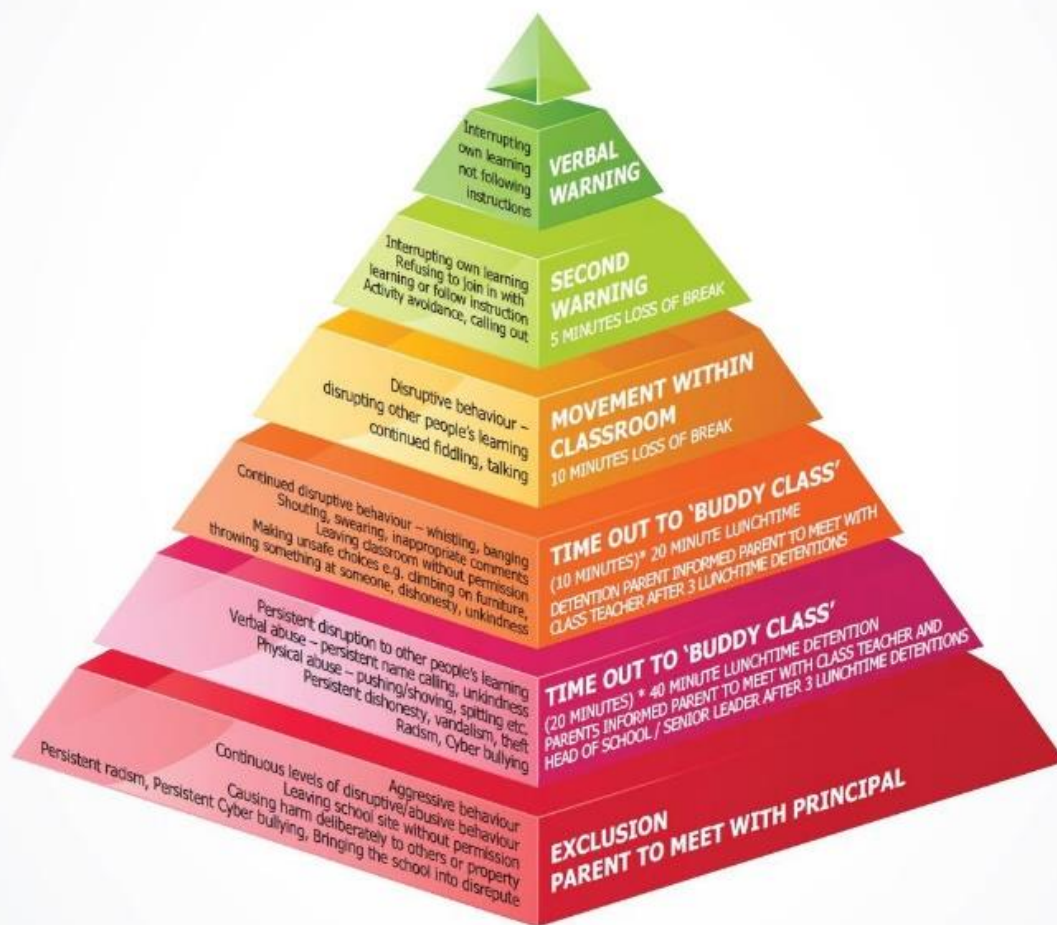 Interrupting
own learning
not following
instructions
VERBAL
WARNING
Interrupting own learning
Refusing to join in with
learning or follow instruction
Activity avoidance, calling out
SECOND
WARNING
5 MINUTES LOSS OF BREAK
Disruptive behaviour –
disrupting other people's learning
continued fiddling, talking
MOVEMENT WITHIN
CLASSROOM
10 MINUTES LOSS OF BREAK
Continued disruptive behaviour – whistling, banging
Shouting, swearing, inappropriate comments
Leaving classroom without permission
Making unsafe choices e.g. climbing on furniture,
throwing something at someone, dishonesty, unkindness
TIME OUT TO 'BUDDY CLASS'
(10 MINUTES)* 20 MINUTE LUNCHTIME
DETENTION PARENT INFORMED PARENT TO MEET WITH
CLASS TEACHER AFTER 3 LUNCHTIME DETENTIONS
Persistent disruption to other people's learning
Verbal abuse – persistent name calling, unkindness
Physical abuse – pushing/shoving, spitting etc.
Persistent dishonesty, vandalism, theft
Racism, Cyber bullying
TIME OUT TO 'BUDDY CLASS'
(20 MINUTES) * 40 MINUTE LUNCHTIME DETENTION
PARENTS INFORMED PARENT TO MEET WITH CLASS TEACHER AND
HEAD OF SCHOOL / SENIOR LEADER AFTER 3 LUNCHTIME DETENTIONS
Aggressive behaviour
Continuous levels of disruptive/abusive behaviour
Leaving school site without permission
Causing harm deliberately to others or property
Persistent racism, Persistent Cyber bullying, Bringing the school into disrepute
EXCLUSION
PARENT TO MEET WITH PRINCIPAL